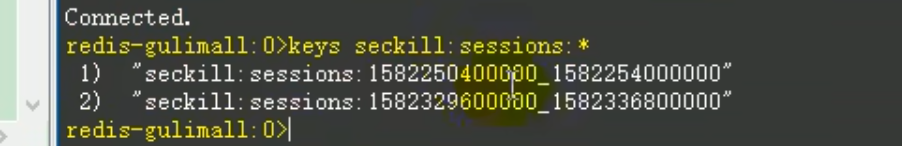 Connected.
redis-gulimall:0>keys seckill:sessions:*
1) "seckill:sessions:1582250400000_1582254000000"
2) "seckill:sessions:1582329600000_1582336800000"
redis-gulimall:0>